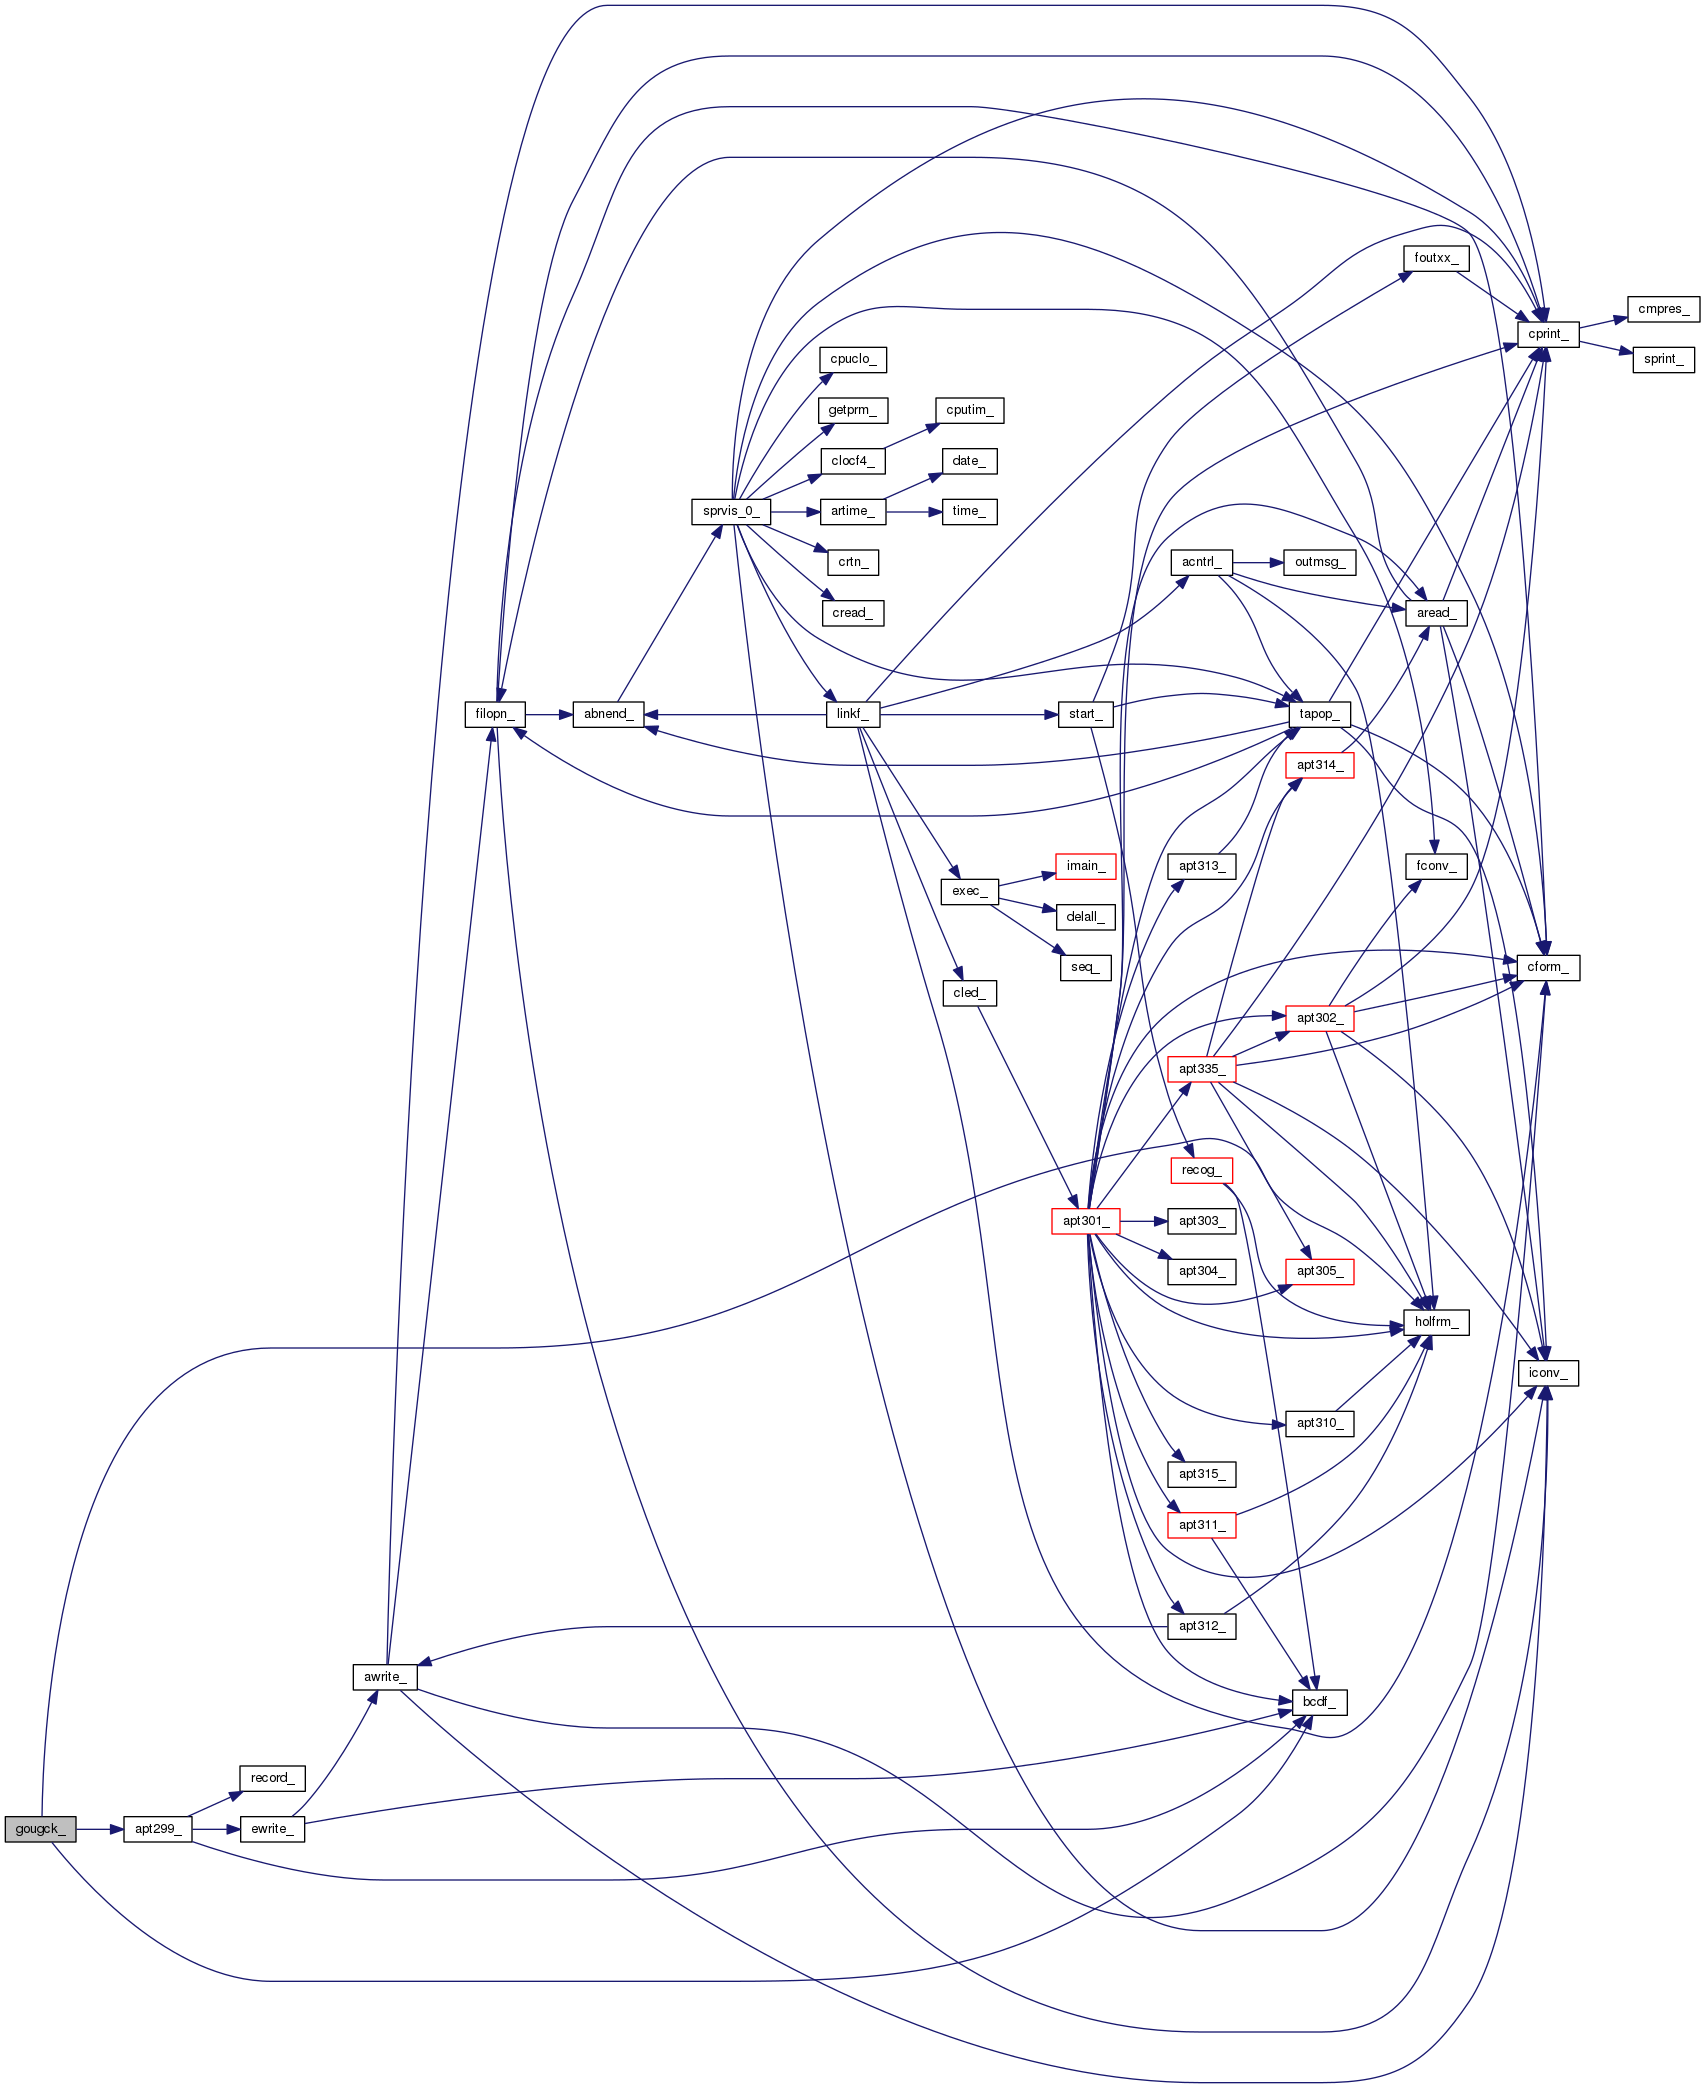 foutxx_
cmpres_
cprint_
sprint_
cpuclo_
getprm_
cputim_
clocf4_
date_
sprvis_0_
artime_
time_
crtn_
acntrl_
outmsg_
cread_
aread_
filopn_
abnend_
linkf_
start_
tapop_
apt314_
imain_
apt313_
fconv_
exec_
delall_
seq_
cform_
cled_
apt302_
apt335_
recog_
apt301_
apt303_
apt304_
apt305_
holfrm_
iconv_
apt310_
apt315_
apt311_
apt312_
awrite_
bcdf_
record_
gougck_
apt299_
ewrite_